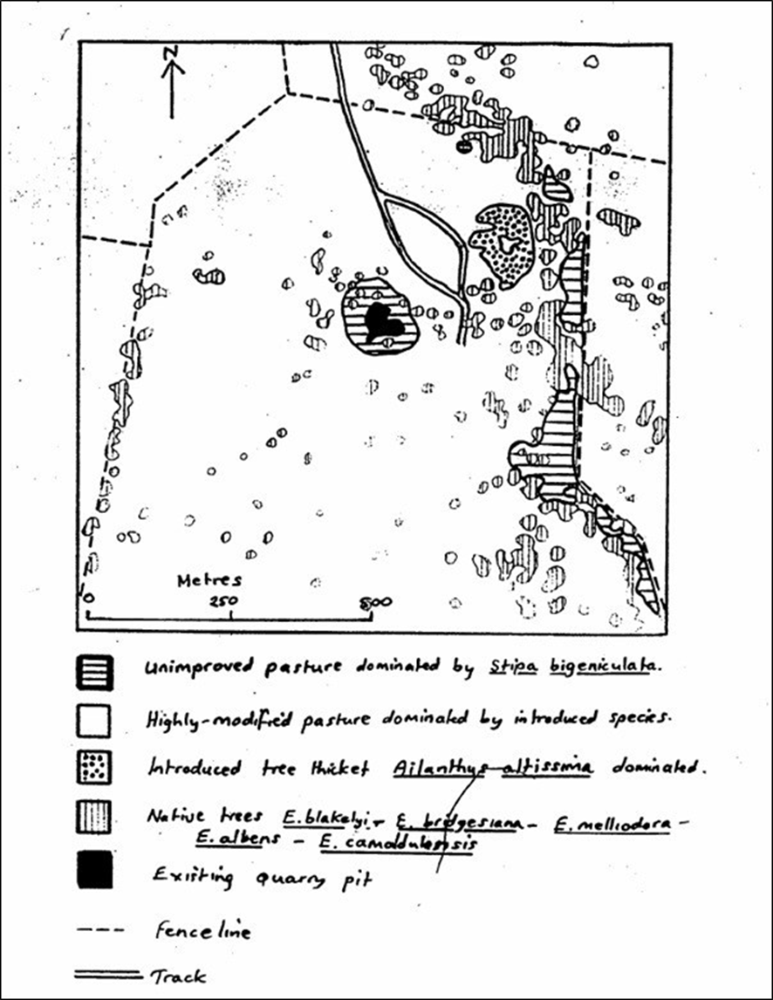 N
Metres
0 250 500
Unimproved pasture dominated by Stipa bigeniculata.
Highly-modified pasture dominated by introduced species.
Introduced tree thicket Ailanthus altissima dominated.
Native trees E. blakelyi - E. bridgesiana - E. melliodora -
E. albens - E. camaldulensis
Existing quarry pit
Fence line
Track